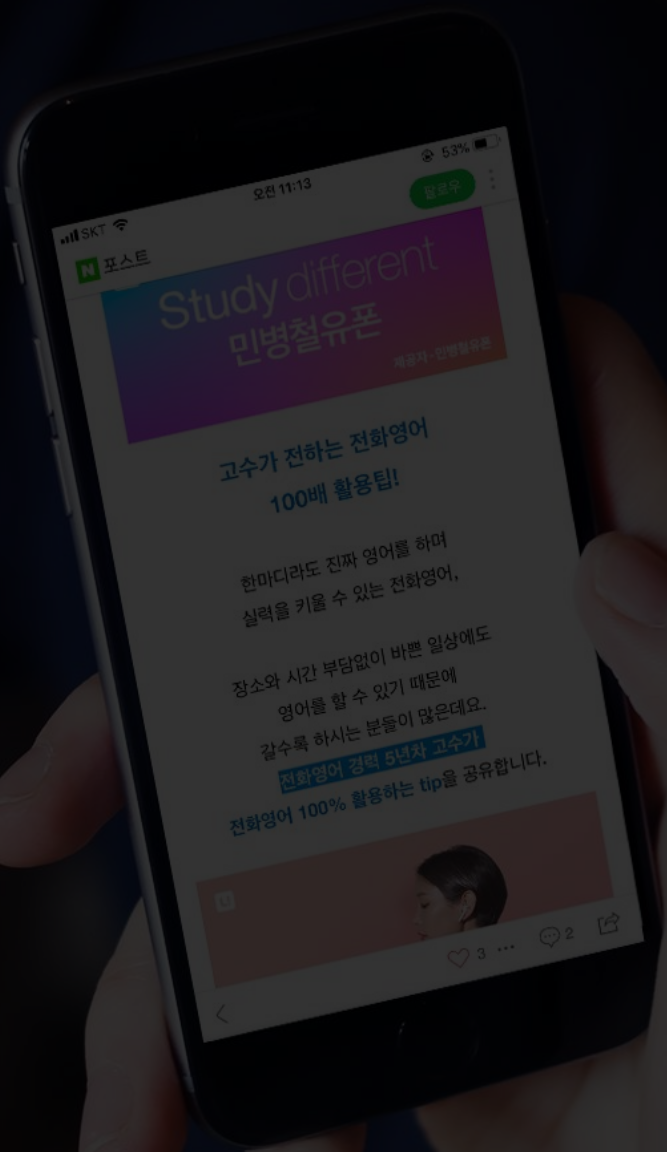 SKT 오전 11:13 53%
N 포스트 팔로우
Study different
민병철유폰
제공자 - 민병철유폰
고수가 전하는 전화영어
100배 활용팁!
한마디라도 진짜 영어를 하며
실력을 키울 수 있는 전화영어,
장소와 시간 부담없이 바쁜 일상에도
영어를 할 수 있기 때문에
갈수록 하시는 분들이 많은데요.
전화영어 경력 5년차 고수가
전화영어 100% 활용하는 tip을 공유합니다.
U
3 2